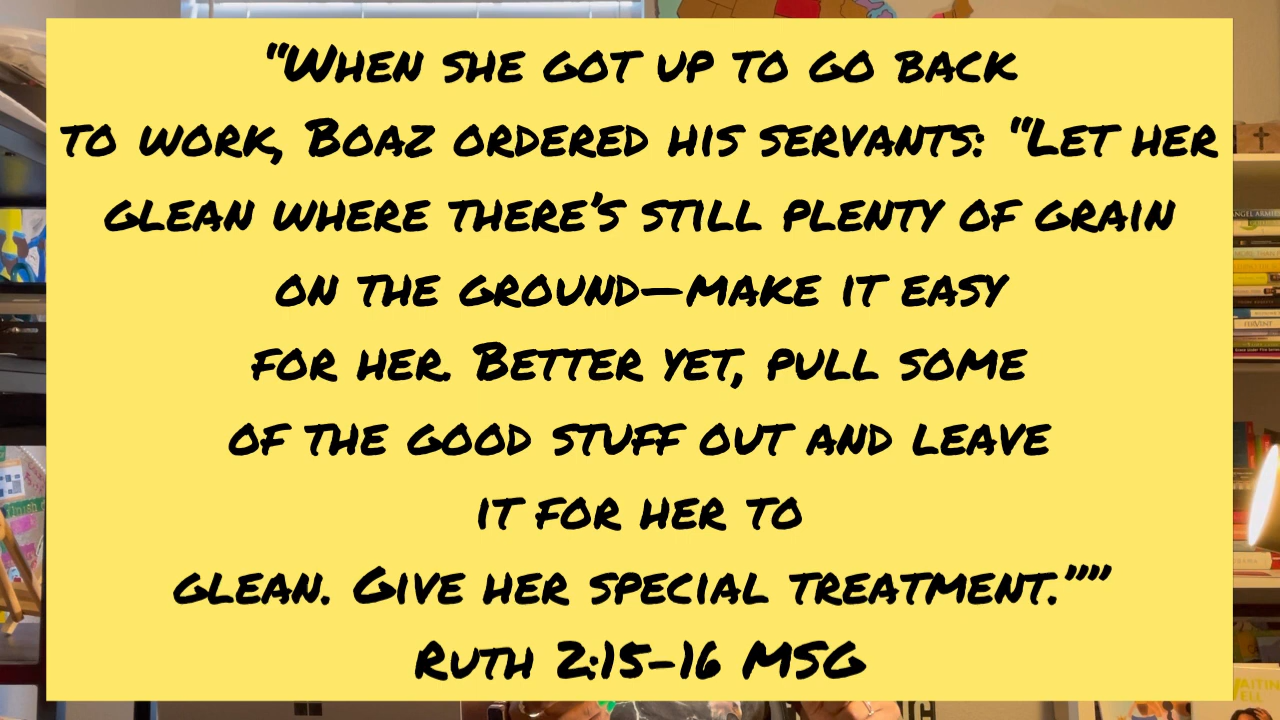 “When she got up to go back
to work, Boaz ordered his servants: “Let her
glean where there’s still plenty of grain
on the ground—make it easy
for her. Better yet, pull some
of the good stuff out and leave
it for her to
glean. Give her special treatment.””
Ruth 2:15-16 MSG
FERVENT